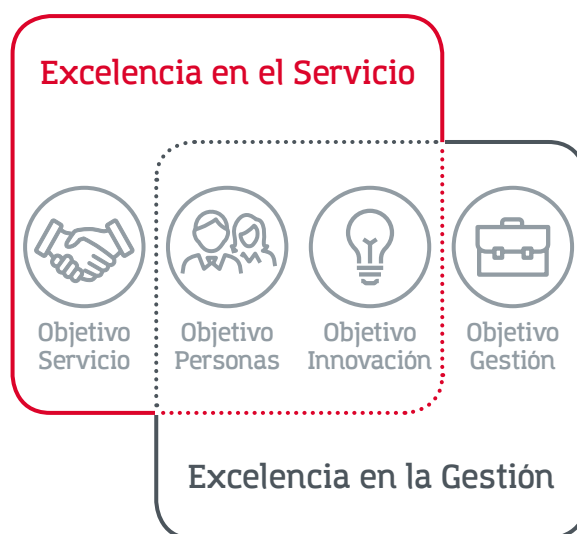 Excelencia en el Servicio
Objetivo
Servicio
Objetivo
Personas
Objetivo
Innovación
Objetivo
Gestión
Excelencia en la Gestión